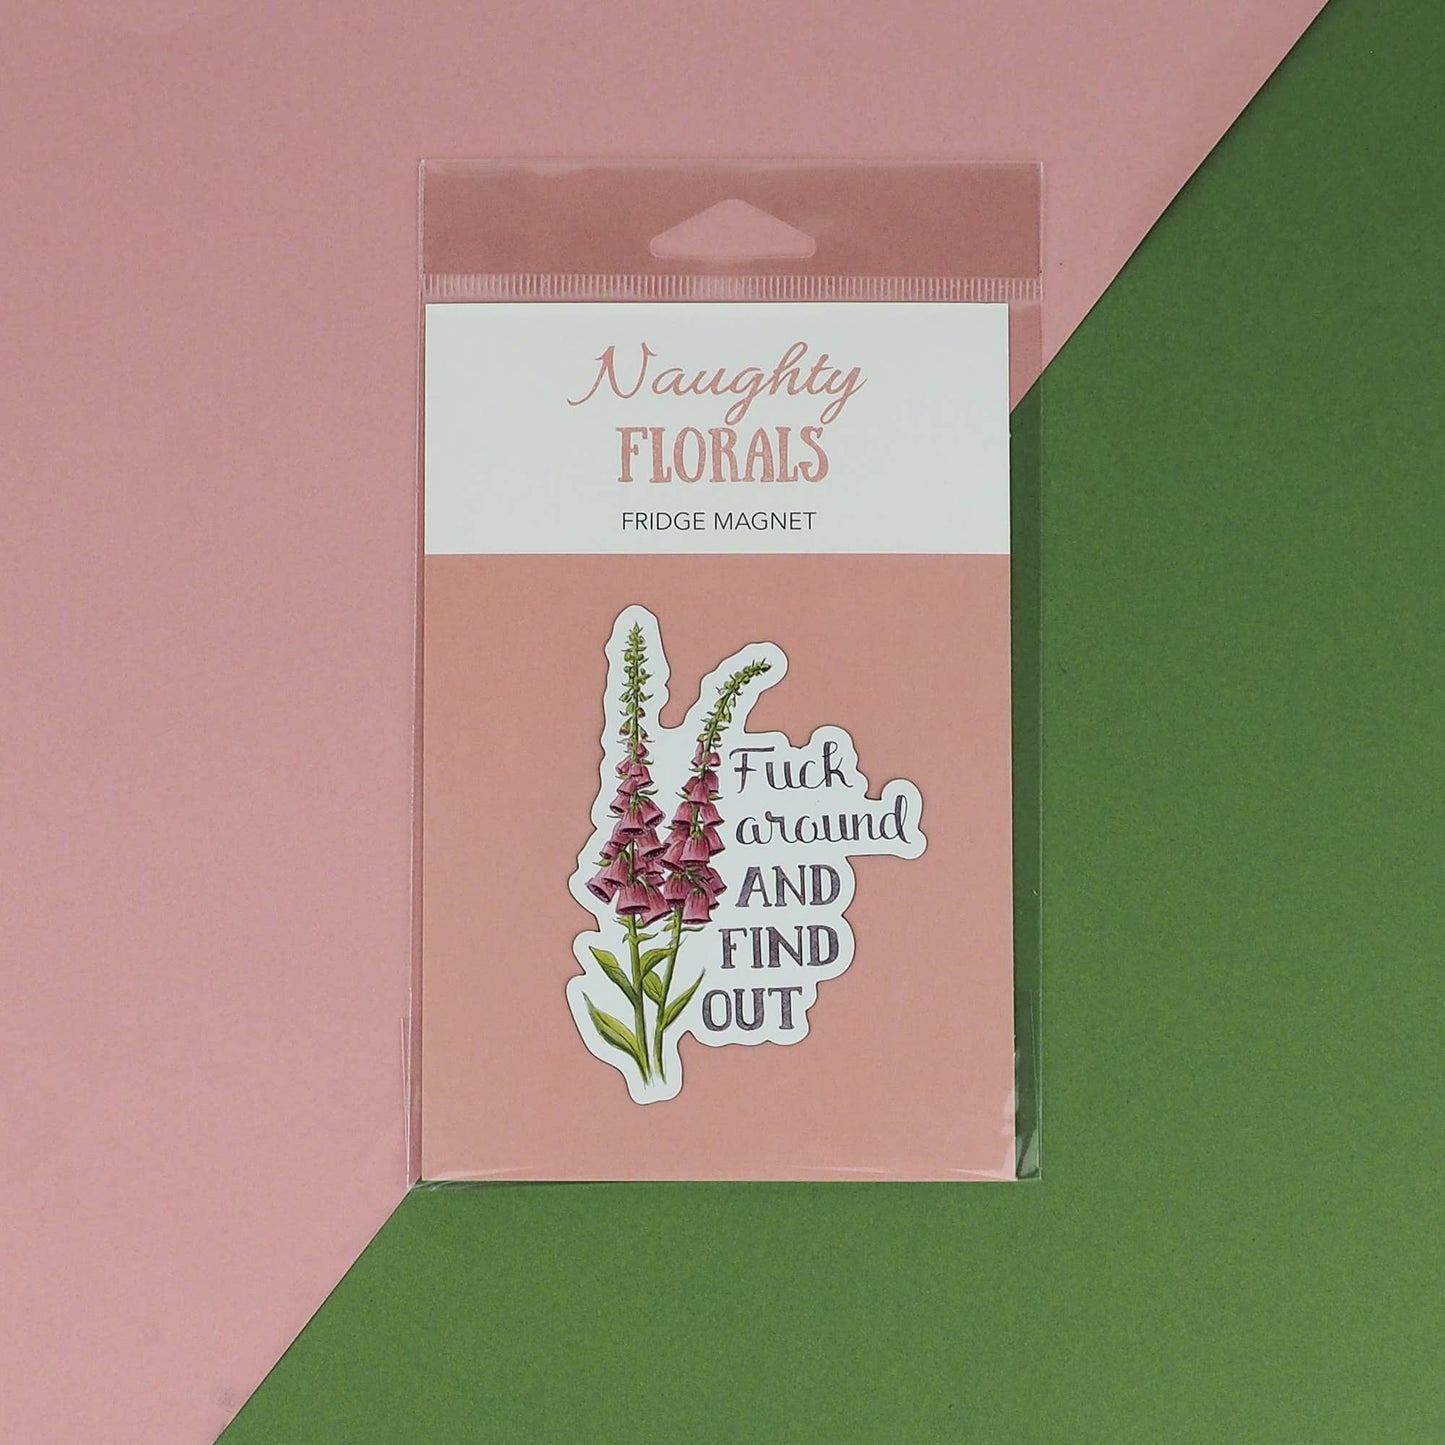 Naughty
FLORALS
FRIDGE MAGNET
Fuck
around
AND
FIND
OUT